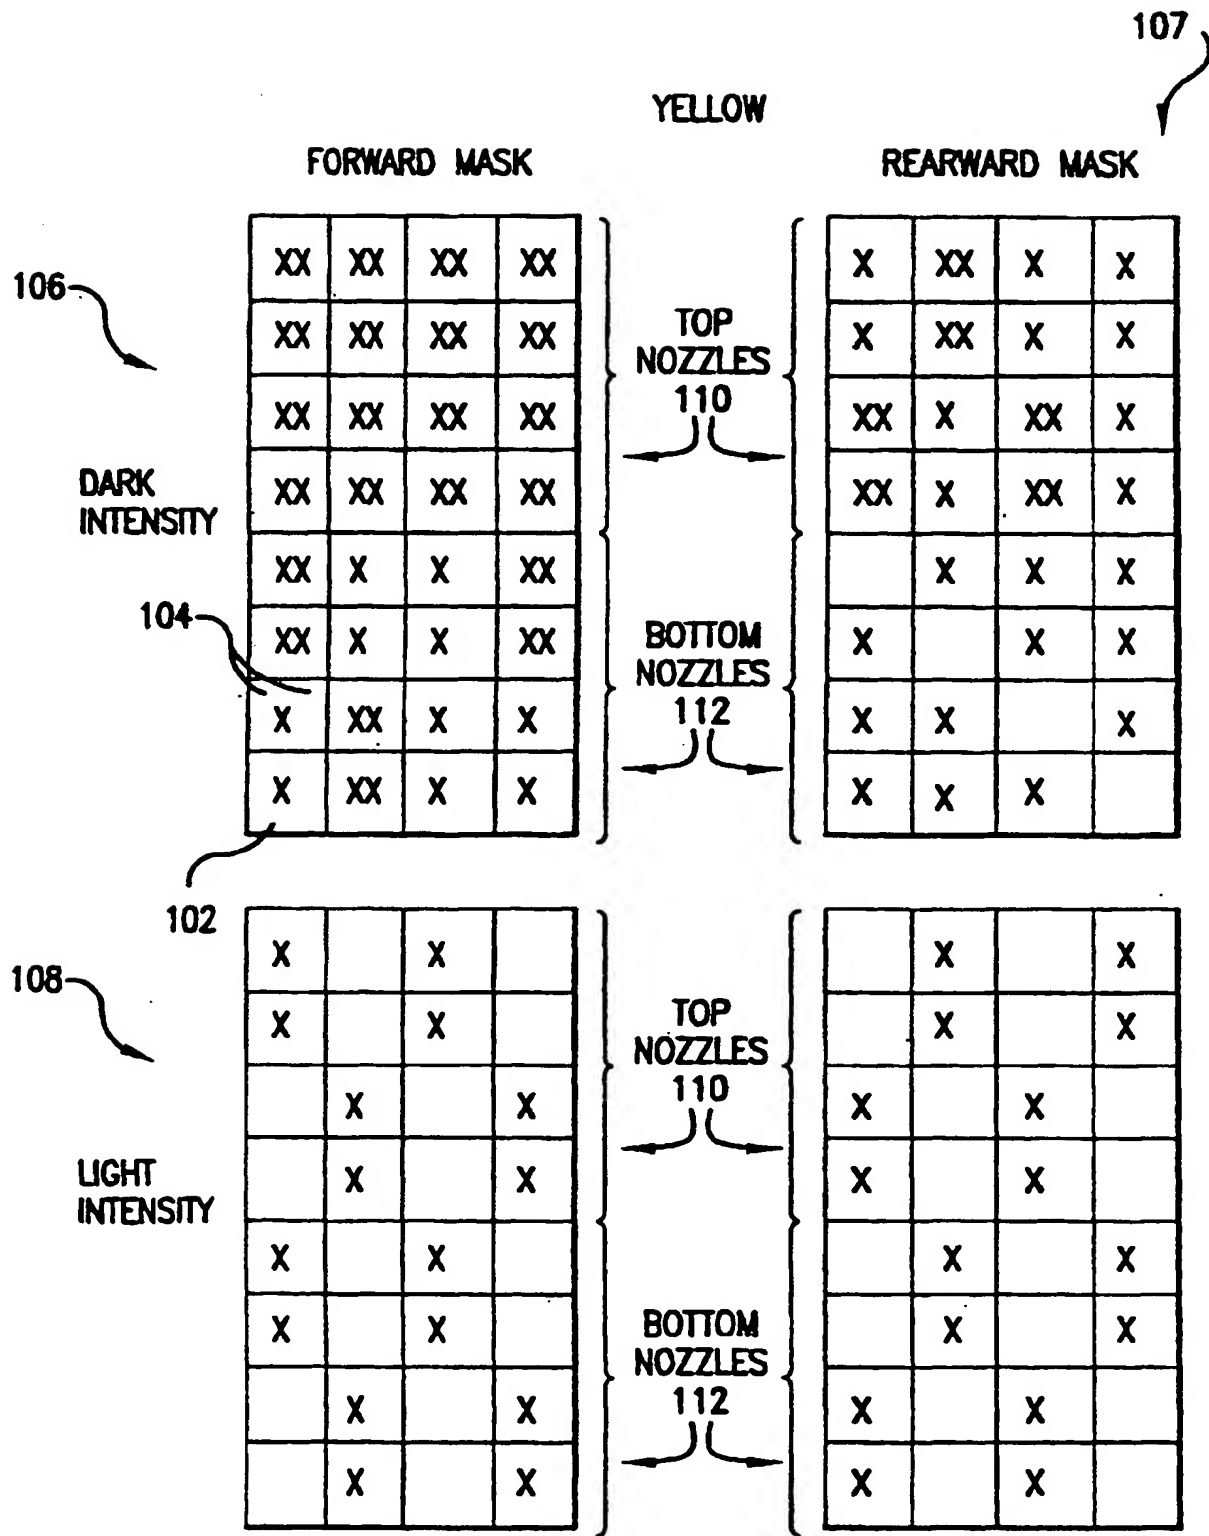 107
YELLOW
FORWARD MASK
REARWARD MASK
106
XX XX XX XX
X XX X X
XX XX XX XX
X XX X X
TOP
NOZZLES
110
XX XX XX XX
XX X XX X
XX XX XX XX
XX X XX X
DARK
INTENSITY
XX X X XX
X X X
104
XX X X XX
X X X
BOTTOM
NOZZLES
112
X XX X X
X X X
X XX X X
X X X
102
108
X X
X X
X X
X X
TOP
NOZZLES
110
X X
X X
X X
X X
LIGHT
INTENSITY
X X
X X
X X
X X
BOTTOM
NOZZLES
112
X X
X X
X X
X X